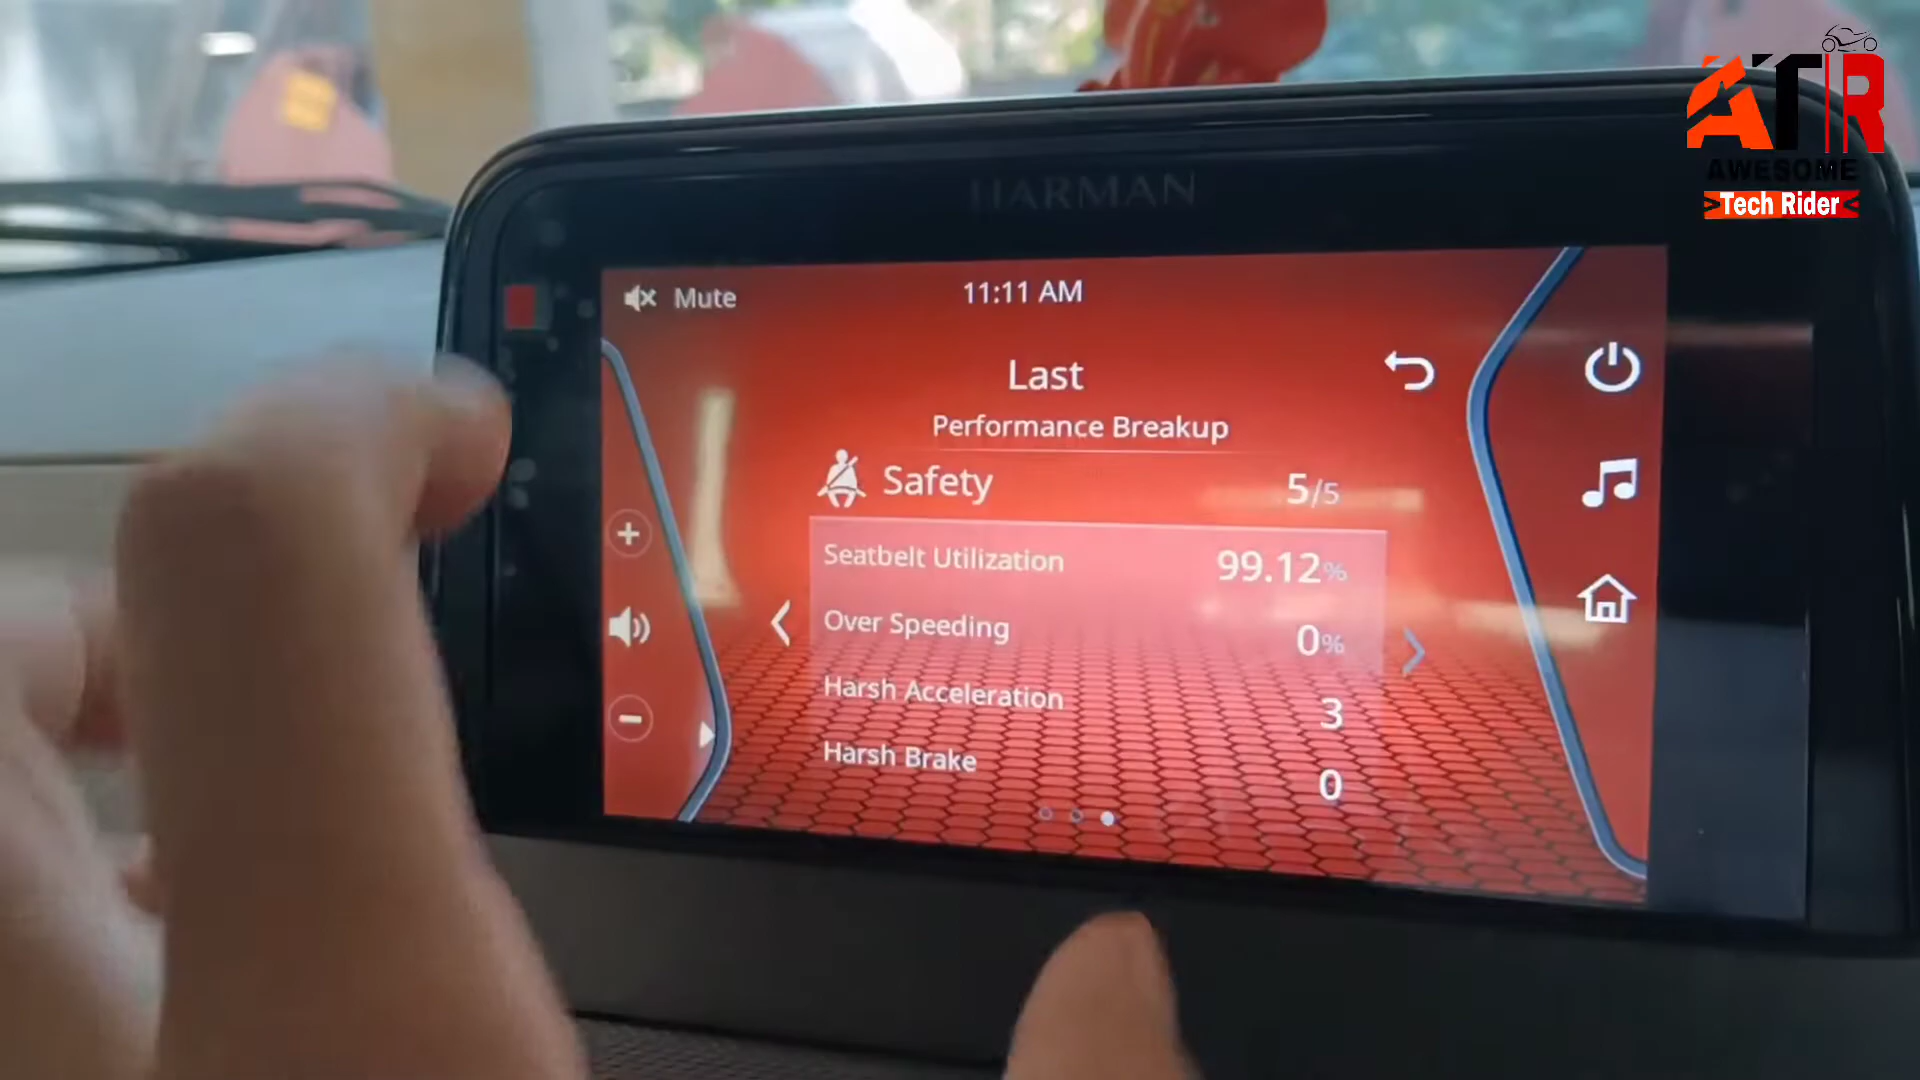 ATR
AWESOME
>Tech Rider<
HARMAN
Mute
11:11 AM
Last
Performance Breakup
Safety 5/5
Seatbelt Utilization 99.12%
Over Speeding 0%
Harsh Acceleration 3
Harsh Brake 0